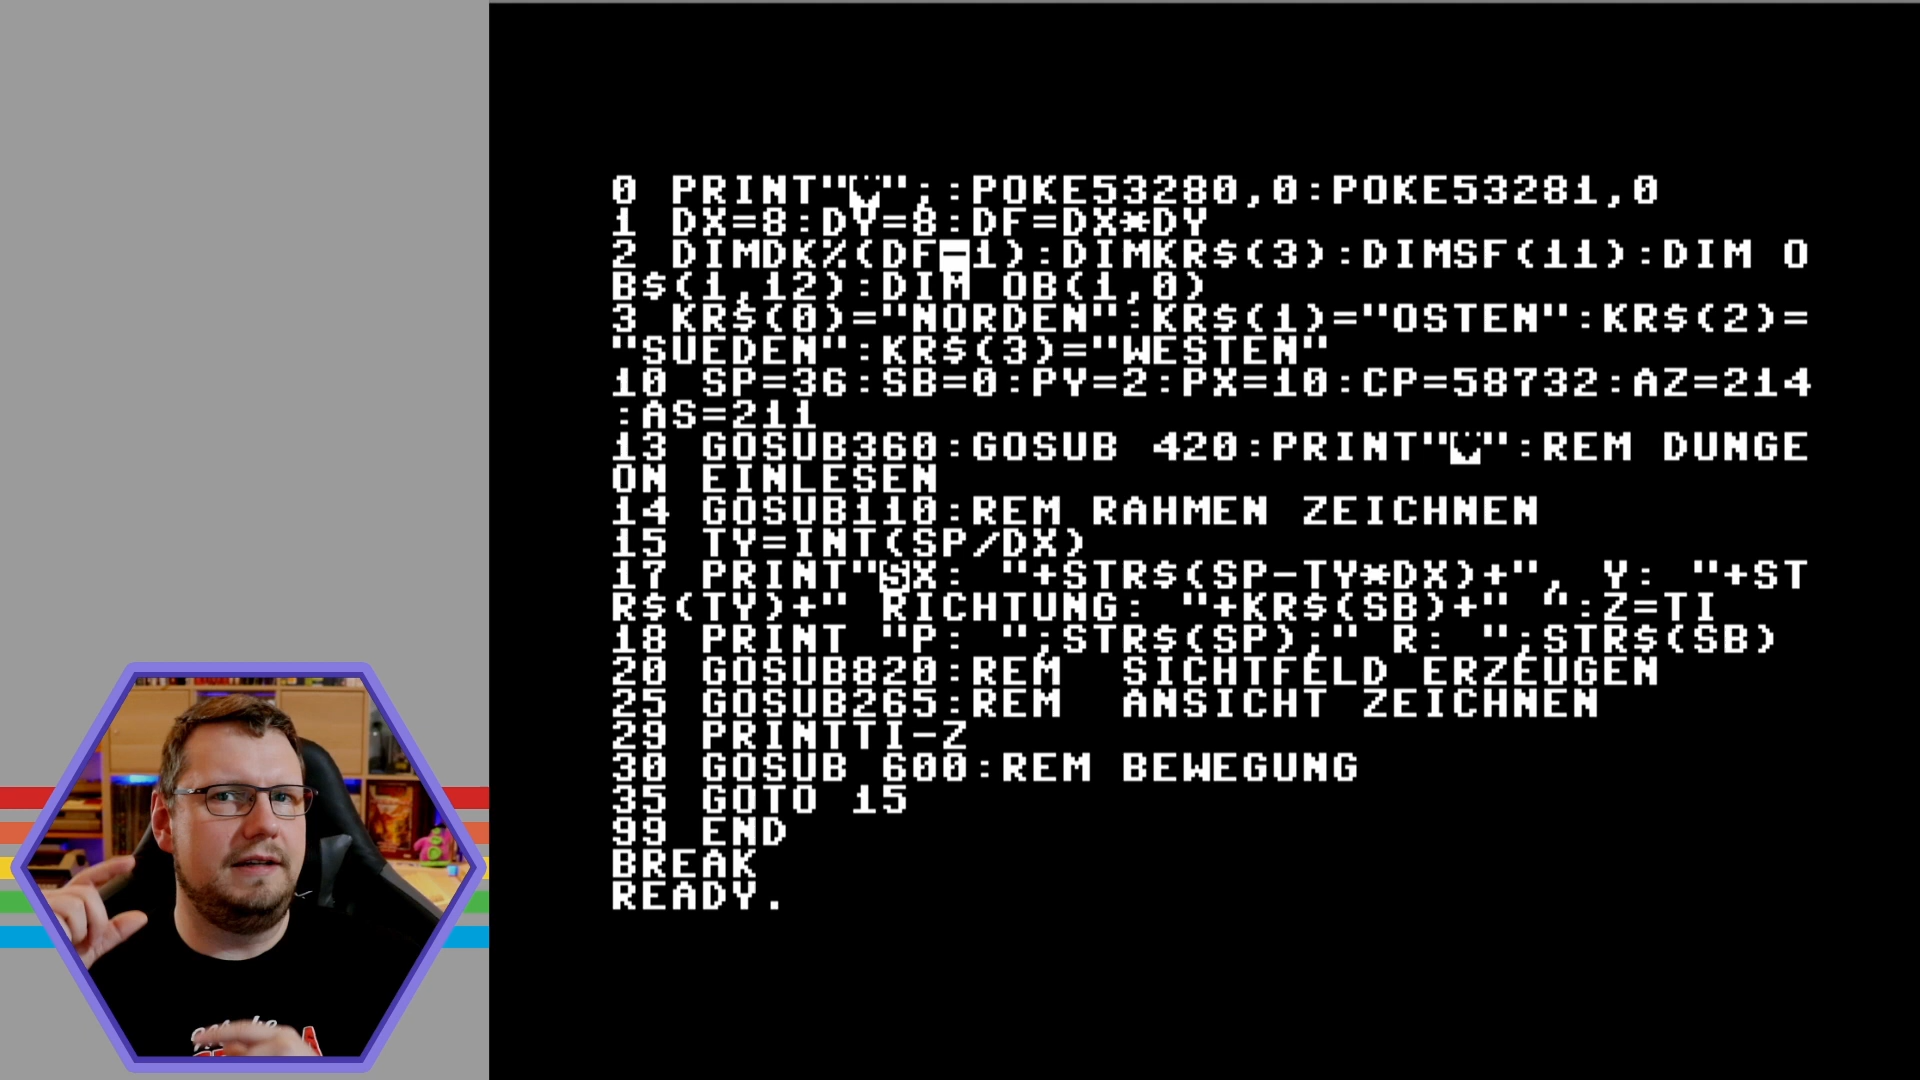 0 PRINT"♥";:POKE53280,0:POKE53281,0
1 DX=8:DY=8:DF=DX*DY
2 DIMDK%(DF-1):DIMKR$(3):DIMSF(11):DIM O
B$(1,12):DIM OB(1,0)
3 KR$(0)="NORDEN":KR$(1)="OSTEN":KR$(2)=
"SUEDEN":KR$(3)="WESTEN"
10 SP=36:SB=0:PY=2:PX=10:CP=58732:AZ=214
:AS=211
13 GOSUB360:GOSUB 420:PRINT"♥":REM DUNGE
ON EINLESEN
14 GOSUB110:REM RAHMEN ZEICHNEN
15 TY=INT(SP/DX)
17 PRINT"SX: "+STR$(SP-TY*DX)+", Y: "+ST
R$(TY)+" RICHTUNG: "+KR$(SB)+" ":Z=TI
18 PRINT "P: ";STR$(SP);" R: ";STR$(SB)
20 GOSUB820:REM  SICHTFELD ERZEUGEN
25 GOSUB265:REM  ANSICHT ZEICHNEN
29 PRINTTI-Z
30 GOSUB 600:REM BEWEGUNG
35 GOTO 15
99 END
BREAK
READY.